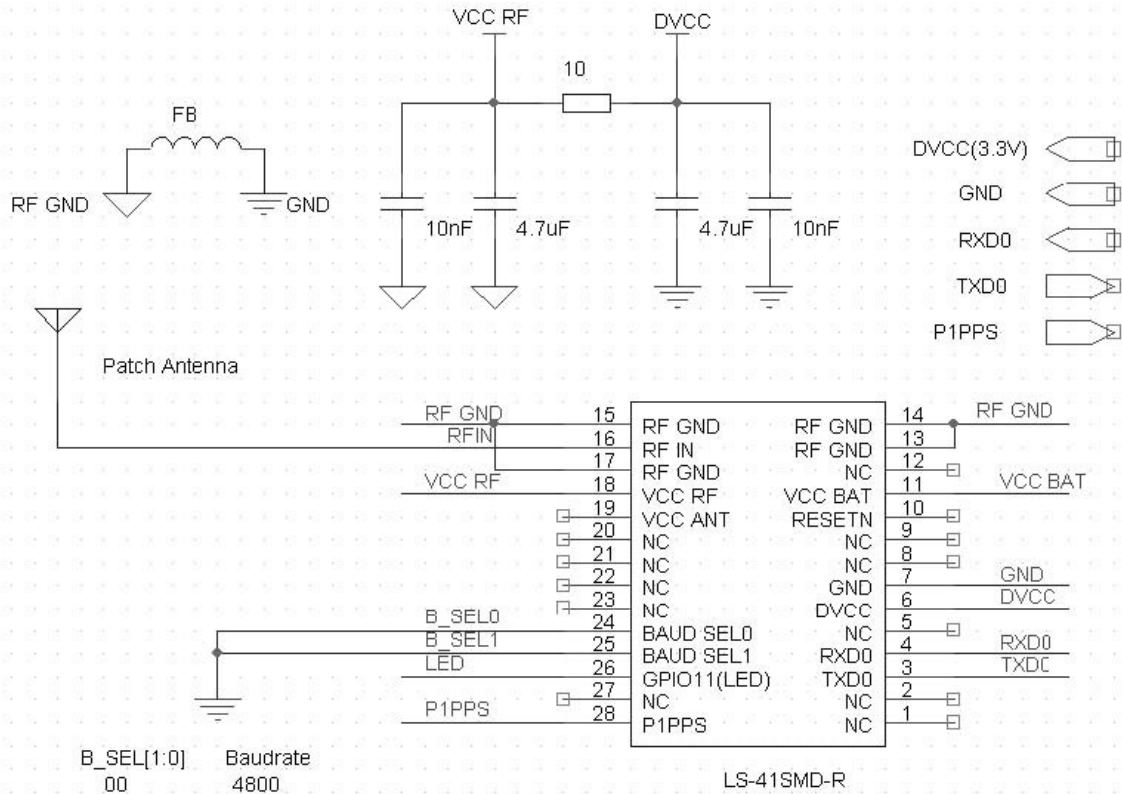 VCC RF
DVCC
10
FB
DVCC(3.3V)
RF GND
GND
10nF
4.7uF
4.7uF
10nF
GND
RXD0
TXD0
P1PPS
Patch Antenna
RF GND
15
RF GND
RF GND
14
RF GND
RFIN
16
RF IN
RF GND
13
17
RF GND
NC
12
VCC RF
18
VCC RF
VCC BAT
11
VCC BAT
19
VCC ANT
RESETN
10
20
NC
NC
9
21
NC
NC
8
22
NC
GND
7
GND
23
NC
DVCC
6
DVCC
B_SEL0
24
BAUD SEL0
NC
5
B_SEL1
25
BAUD SEL1
RXD0
4
RXD0
LED
26
GPIO11(LED)
TXD0
3
TXD0
27
NC
NC
2
P1PPS
28
P1PPS
NC
1
B_SEL[1:0] Baudrate
00 4800
LS-41SMD-R